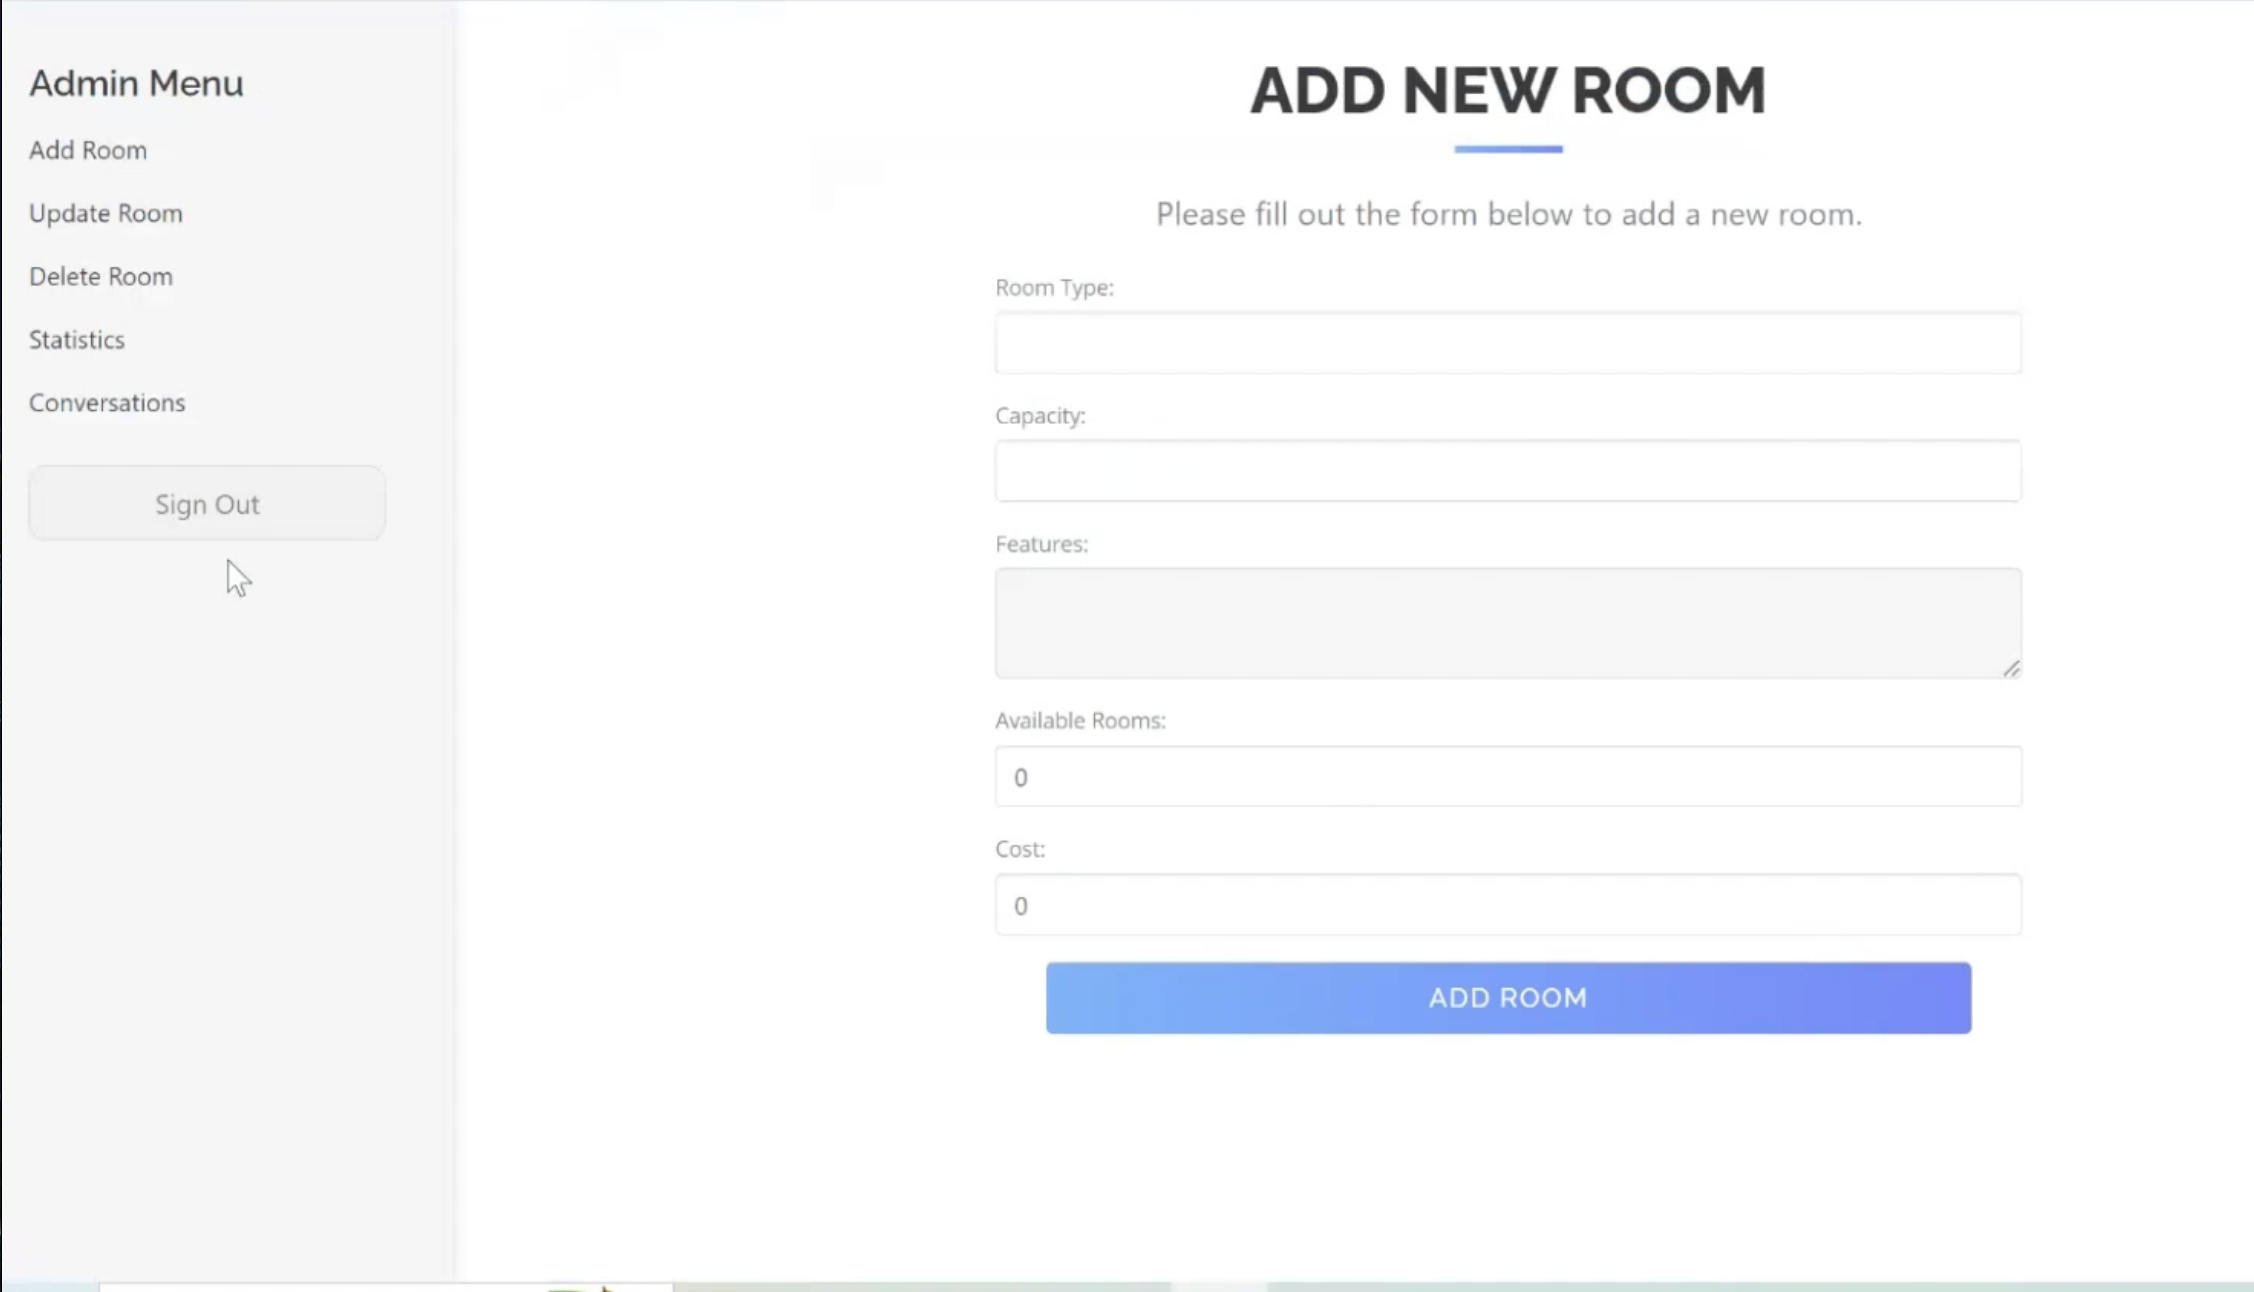 Admin Menu
Add Room
Update Room
Delete Room
Statistics
Conversations
Sign Out
ADD NEW ROOM
Please fill out the form below to add a new room.
Room Type:
Capacity:
Features:
Available Rooms:
0
Cost:
0
ADD ROOM